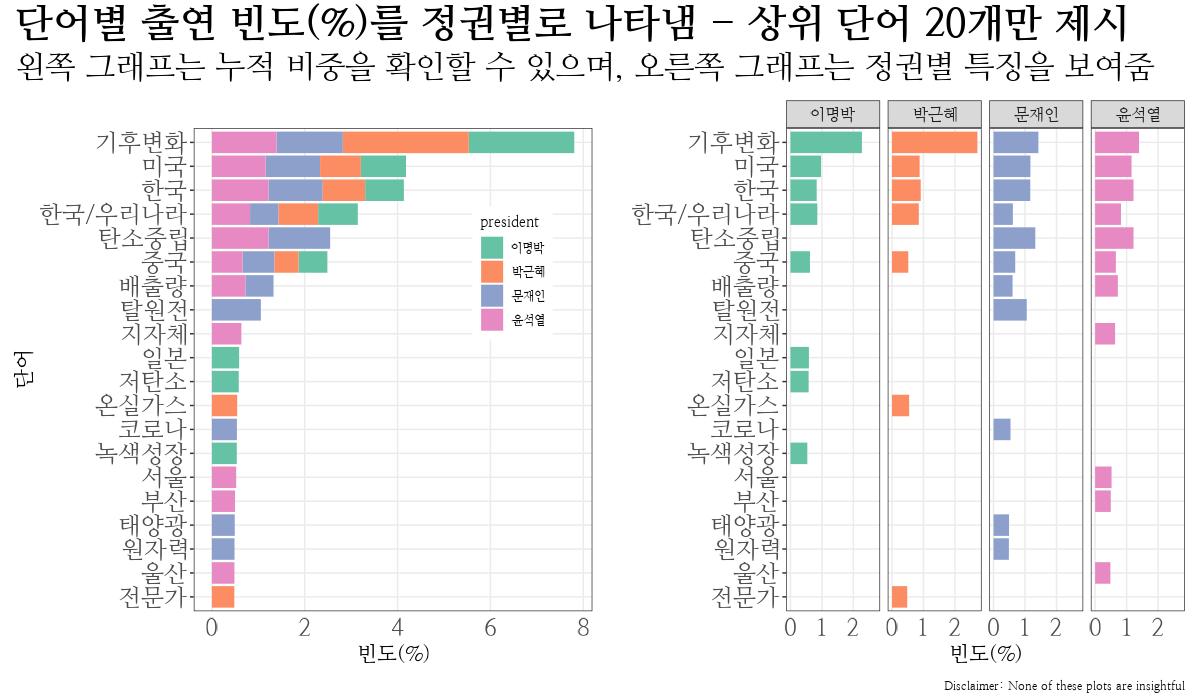 단어별 출연 빈도(%)를 정권별로 나타냄 – 상위 단어 20개만 제시
왼쪽 그래프는 누적 비중을 확인할 수 있으며, 오른쪽 그래프는 정권별 특징을 보여줌
단어
기후변화
미국
한국
한국/우리나라
탄소중립
중국
배출량
탈원전
지자체
일본
저탄소
온실가스
코로나
녹색성장
서울
부산
태양광
원자력
울산
전문가
0 2 4 6 8
빈도(%)
president
이명박
박근혜
문재인
윤석열
이명박 박근혜 문재인 윤석열
기후변화
미국
한국
한국/우리나라
탄소중립
중국
배출량
탈원전
지자체
일본
저탄소
온실가스
코로나
녹색성장
서울
부산
태양광
원자력
울산
전문가
0 1 2 0 1 2 0 1 2 0 1 2
빈도(%)
Disclaimer: None of these plots are insightful